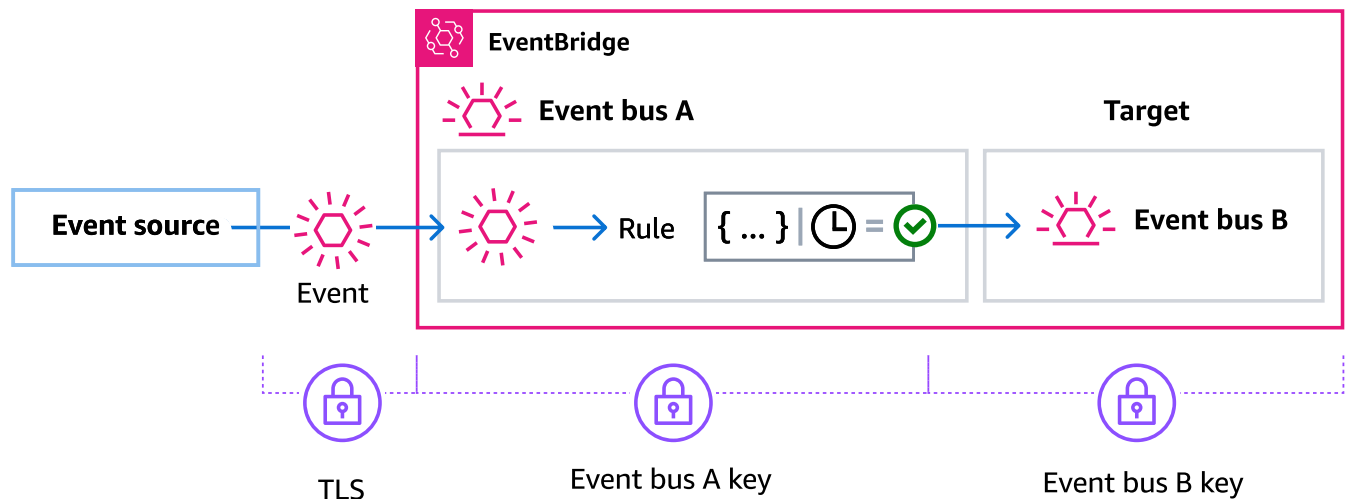 EventBridge
Event bus A
Target
Event source
Event
Rule
{ ... } | =
Event bus B
TLS
Event bus A key
Event bus B key